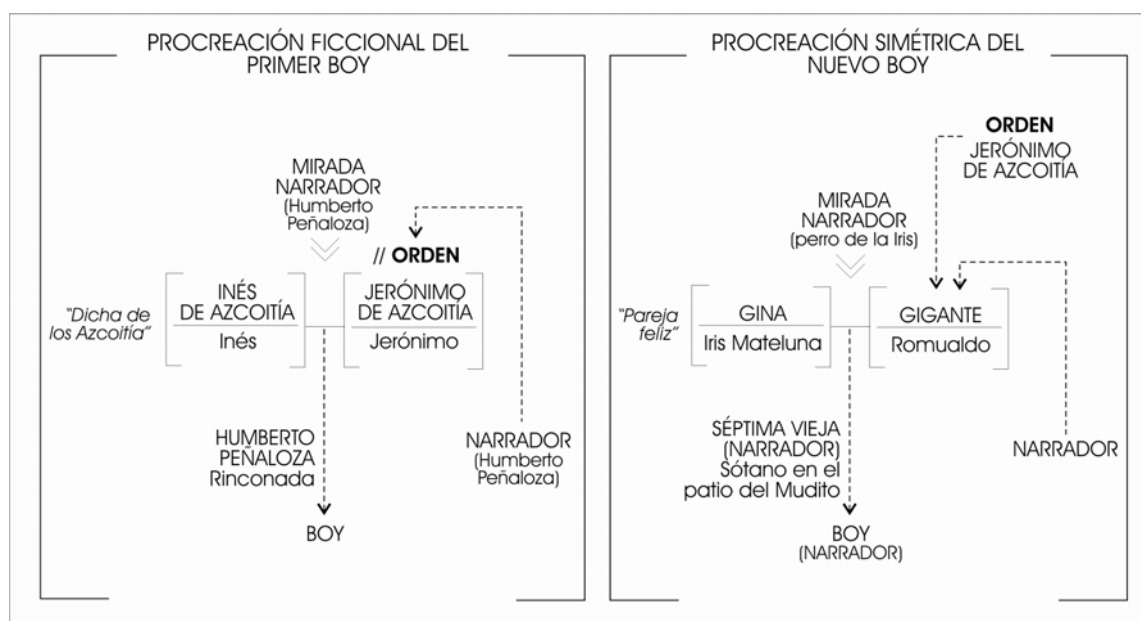 PROCREACIÓN FICCIONAL DEL
PRIMER BOY
MIRADA
NARRADOR
(Humberto
Peñaloza)
// ORDEN
"Dicha de
los Azcoitía"
INÉS
DE AZCOITÍA
Inés
JERÓNIMO
DE AZCOITÍA
Jerónimo
HUMBERTO
PEÑALOZA
Rinconada
NARRADOR
(Humberto
Peñaloza)
BOY
PROCREACIÓN SIMÉTRICA DEL
NUEVO BOY
ORDEN
JERÓNIMO
DE AZCOITÍA
MIRADA
NARRADOR
(perro de la Iris)
"Pareja
feliz"
GINA
Iris Mateluna
GIGANTE
Romualdo
SÉPTIMA VIEJA
(NARRADOR)
Sótano en el
patio del Mudito
NARRADOR
BOY
(NARRADOR)